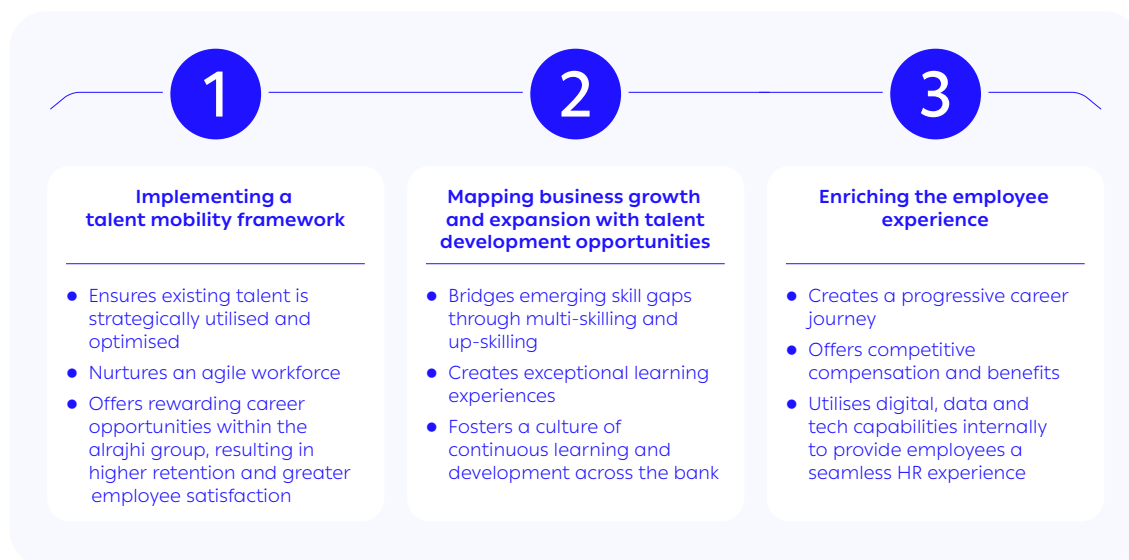 1
Implementing a
talent mobility framework
● Ensures existing talent is
strategically utilised and
optimised
● Nurtures an agile workforce
● Offers rewarding career
opportunities within the
alrajhi group, resulting in
higher retention and greater
employee satisfaction
2
Mapping business growth
and expansion with talent
development opportunities
● Bridges emerging skill gaps
through multi-skilling and
up-skilling
● Creates exceptional learning
experiences
● Fosters a culture of
continuous learning and
development across the bank
3
Enriching the employee
experience
● Creates a progressive career
journey
● Offers competitive
compensation and benefits
● Utilises digital, data and
tech capabilities internally
to provide employees a
seamless HR experience